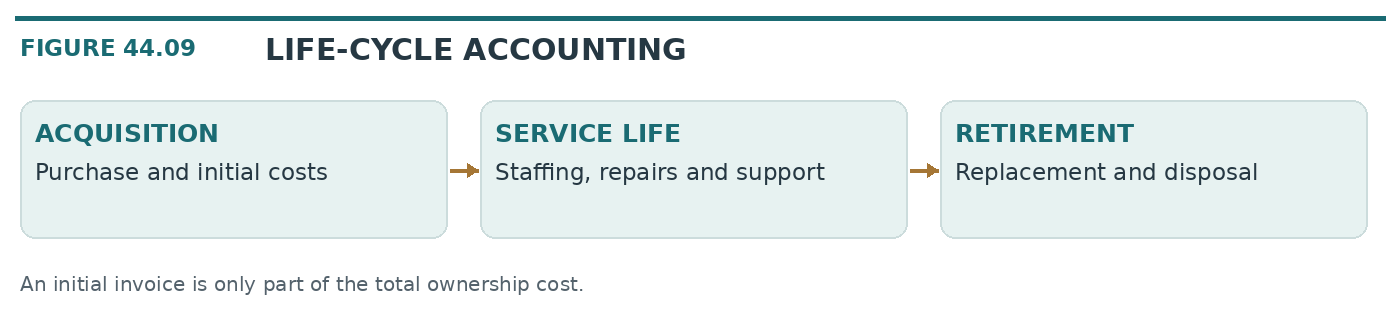 FIGURE 44.09 LIFE-CYCLE ACCOUNTING
ACQUISITION
Purchase and initial costs
SERVICE LIFE
Staffing, repairs and support
RETIREMENT
Replacement and disposal
An initial invoice is only part of the total ownership cost.